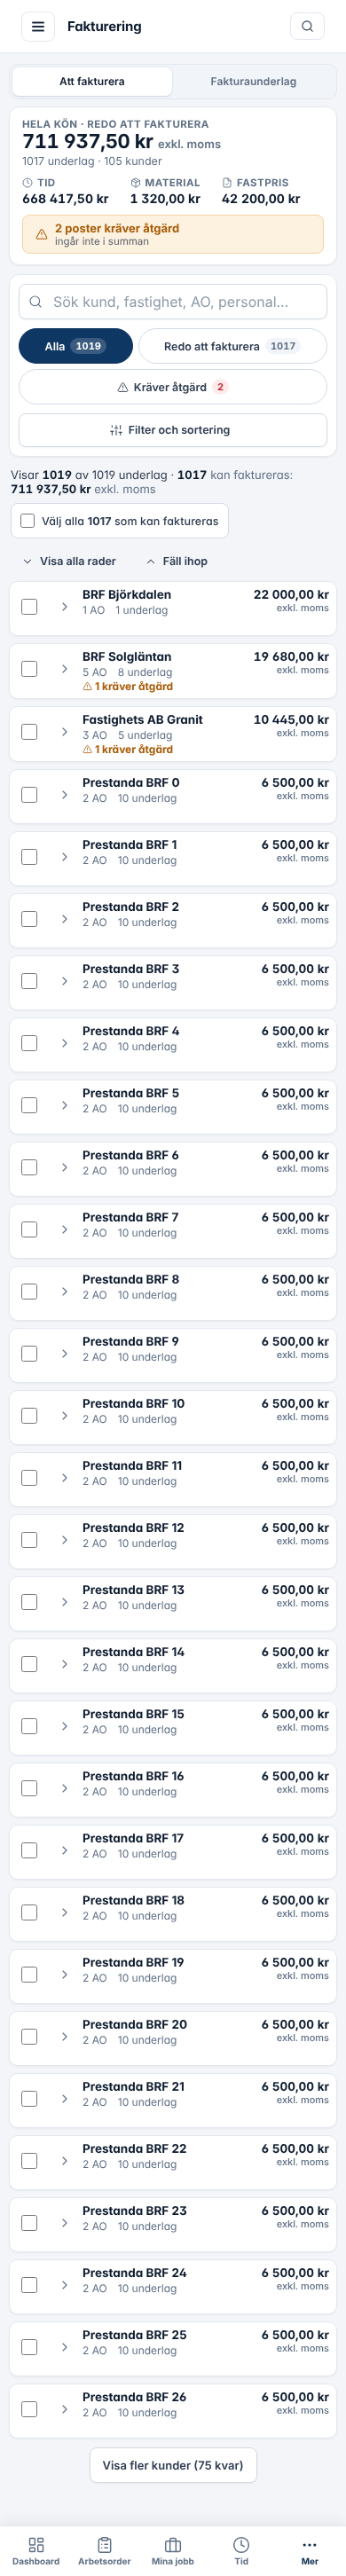 Fakturering
Att fakturera
Fakturaunderlag
HELA KÖN · REDO ATT FAKTURERA
711 937,50 kr exkl. moms
1017 underlag · 105 kunder
TID
MATERIAL
FASTPRIS
668 417,50 kr
1 320,00 kr
42 200,00 kr
2 poster kräver åtgärd
ingår inte i summan
Sök kund, fastighet, AO, personal...
Alla 1019
Redo att fakturera 1017
Kräver åtgärd 2
Filter och sortering
Visar 1019 av 1019 underlag · 1017 kan faktureras:
711 937,50 kr exkl. moms
Välj alla 1017 som kan faktureras
Visa alla rader
Fäll ihop
BRF Björkdalen
22 000,00 kr
1 AO 1 underlag
exkl. moms
BRF Solgläntan
19 680,00 kr
5 AO 8 underlag
exkl. moms
1 kräver åtgärd
Fastighets AB Granit
10 445,00 kr
3 AO 5 underlag
exkl. moms
1 kräver åtgärd
Prestanda BRF 0
6 500,00 kr
2 AO 10 underlag
exkl. moms
Prestanda BRF 1
6 500,00 kr
2 AO 10 underlag
exkl. moms
Prestanda BRF 2
6 500,00 kr
2 AO 10 underlag
exkl. moms
Prestanda BRF 3
6 500,00 kr
2 AO 10 underlag
exkl. moms
Prestanda BRF 4
6 500,00 kr
2 AO 10 underlag
exkl. moms
Prestanda BRF 5
6 500,00 kr
2 AO 10 underlag
exkl. moms
Prestanda BRF 6
6 500,00 kr
2 AO 10 underlag
exkl. moms
Prestanda BRF 7
6 500,00 kr
2 AO 10 underlag
exkl. moms
Prestanda BRF 8
6 500,00 kr
2 AO 10 underlag
exkl. moms
Prestanda BRF 9
6 500,00 kr
2 AO 10 underlag
exkl. moms
Prestanda BRF 10
6 500,00 kr
2 AO 10 underlag
exkl. moms
Prestanda BRF 11
6 500,00 kr
2 AO 10 underlag
exkl. moms
Prestanda BRF 12
6 500,00 kr
2 AO 10 underlag
exkl. moms
Prestanda BRF 13
6 500,00 kr
2 AO 10 underlag
exkl. moms
Prestanda BRF 14
6 500,00 kr
2 AO 10 underlag
exkl. moms
Prestanda BRF 15
6 500,00 kr
2 AO 10 underlag
exkl. moms
Prestanda BRF 16
6 500,00 kr
2 AO 10 underlag
exkl. moms
Prestanda BRF 17
6 500,00 kr
2 AO 10 underlag
exkl. moms
Prestanda BRF 18
6 500,00 kr
2 AO 10 underlag
exkl. moms
Prestanda BRF 19
6 500,00 kr
2 AO 10 underlag
exkl. moms
Prestanda BRF 20
6 500,00 kr
2 AO 10 underlag
exkl. moms
Prestanda BRF 21
6 500,00 kr
2 AO 10 underlag
exkl. moms
Prestanda BRF 22
6 500,00 kr
2 AO 10 underlag
exkl. moms
Prestanda BRF 23
6 500,00 kr
2 AO 10 underlag
exkl. moms
Prestanda BRF 24
6 500,00 kr
2 AO 10 underlag
exkl. moms
Prestanda BRF 25
6 500,00 kr
2 AO 10 underlag
exkl. moms
Prestanda BRF 26
6 500,00 kr
2 AO 10 underlag
exkl. moms
Visa fler kunder (75 kvar)
Dashboard
Arbetsorder
Mina jobb
Tid
Mer